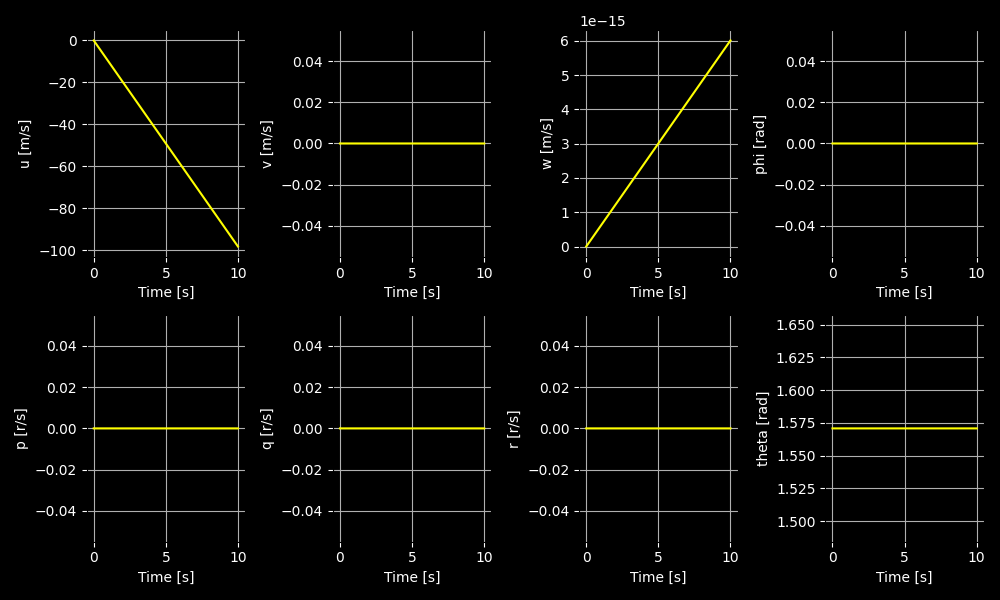 1e−15
0
−20
−40
−60
−80
−100
u [m/s]
0 5 10
Time [s]
0.04
0.02
0.00
−0.02
−0.04
v [m/s]
0 5 10
Time [s]
6
5
4
3
2
1
0
w [m/s]
0 5 10
Time [s]
0.04
0.02
0.00
−0.02
−0.04
phi [rad]
0 5 10
Time [s]
0.04
0.02
0.00
−0.02
−0.04
p [r/s]
0 5 10
Time [s]
0.04
0.02
0.00
−0.02
−0.04
q [r/s]
0 5 10
Time [s]
0.04
0.02
0.00
−0.02
−0.04
r [r/s]
0 5 10
Time [s]
1.650
1.625
1.600
1.575
1.550
1.525
1.500
theta [rad]
0 5 10
Time [s]